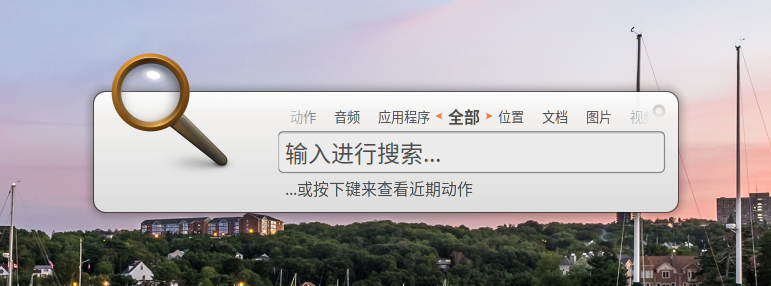 动作 音频 应用程序 全部 位置 文档 图片 视频
输入进行搜索...
...或按下键来查看近期动作